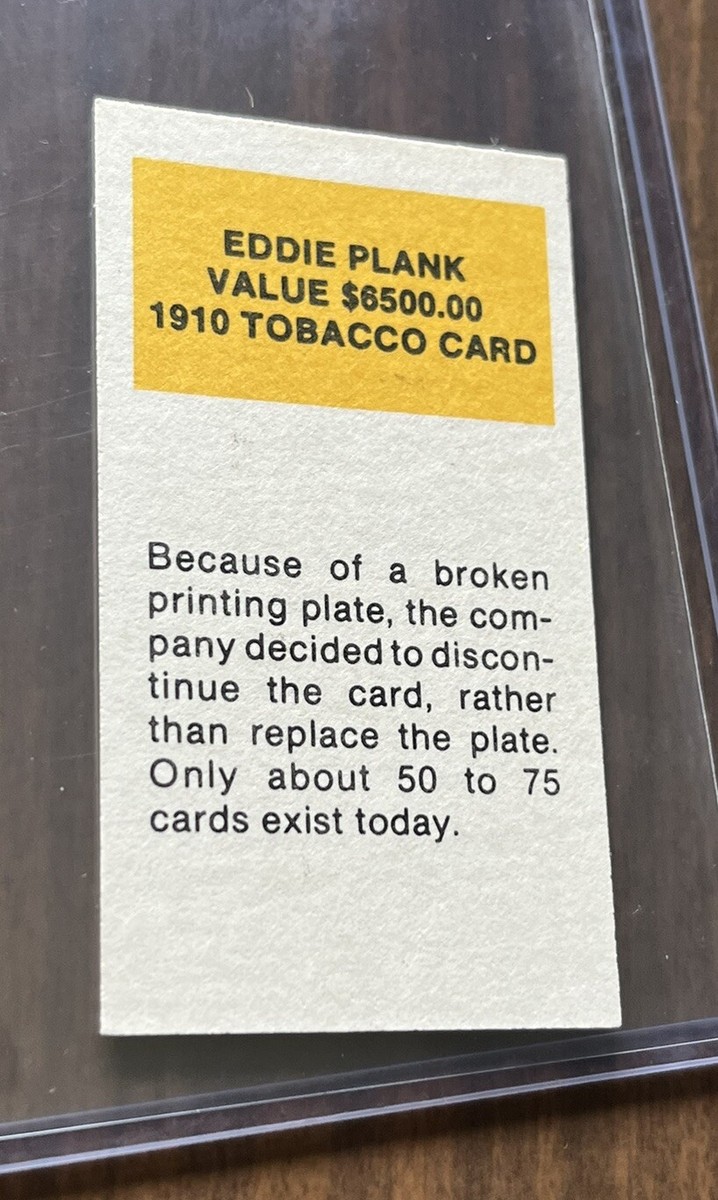 EDDIE PLANK
VALUE $6500.00
1910 TOBACCO CARD
Because of a broken
printing plate, the com-
pany decided to discon-
tinue the card, rather
than replace the plate.
Only about 50 to 75
cards exist today.